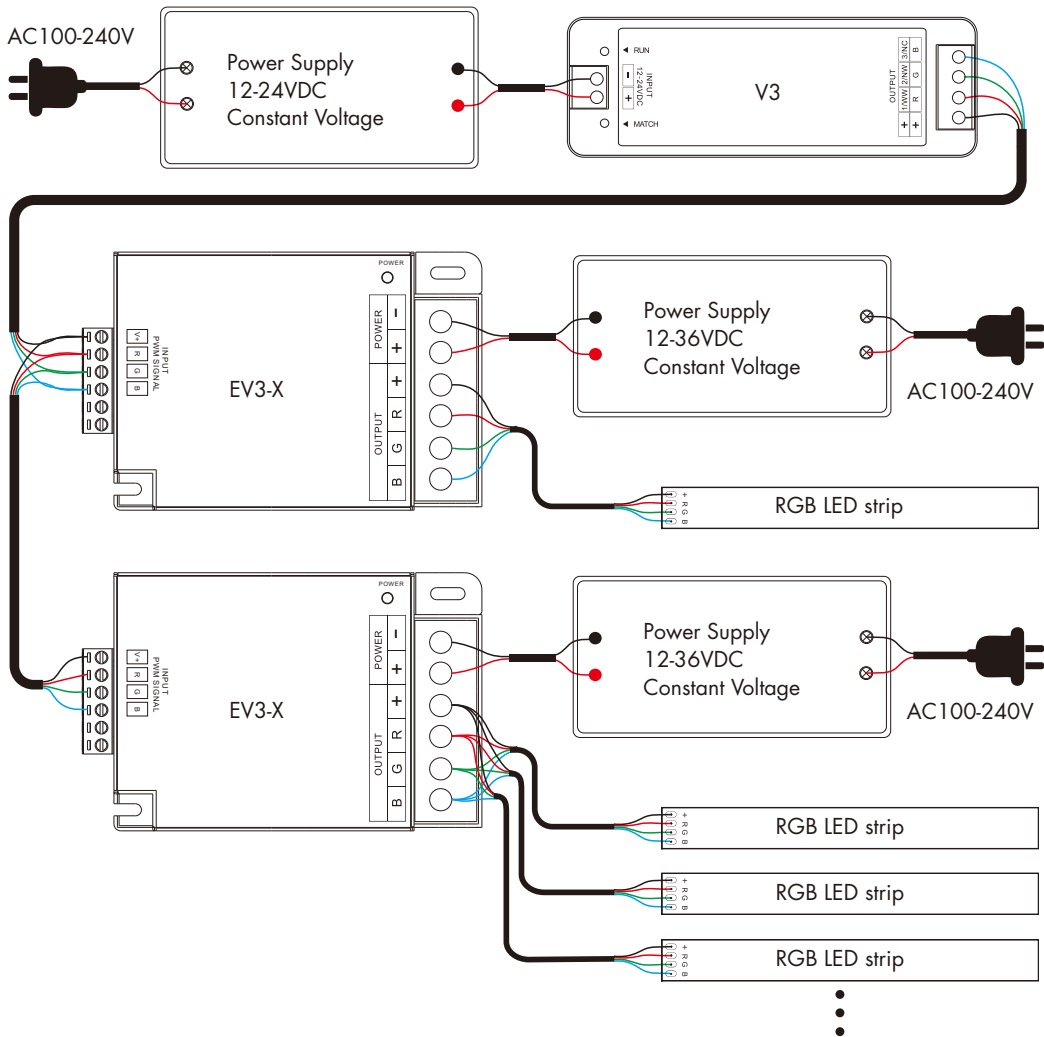 AC100-240V
Power Supply
12-24VDC
Constant Voltage
RUN
INPUT
12-24VDC
- +
MATCH
V3
OUTPUT
+ 1/WW 2/NW 3/NC
+ R G B
POWER
INPUT
PWM SIGNAL
V+ R G B
EV3-X
POWER - +
OUTPUT + R G B
Power Supply
12-36VDC
Constant Voltage
AC100-240V
+ R G B
RGB LED strip
POWER
INPUT
PWM SIGNAL
V+ R G B
EV3-X
POWER - +
OUTPUT + R G B
Power Supply
12-36VDC
Constant Voltage
AC100-240V
+ R G B
RGB LED strip
+ R G B
RGB LED strip
+ R G B
RGB LED strip